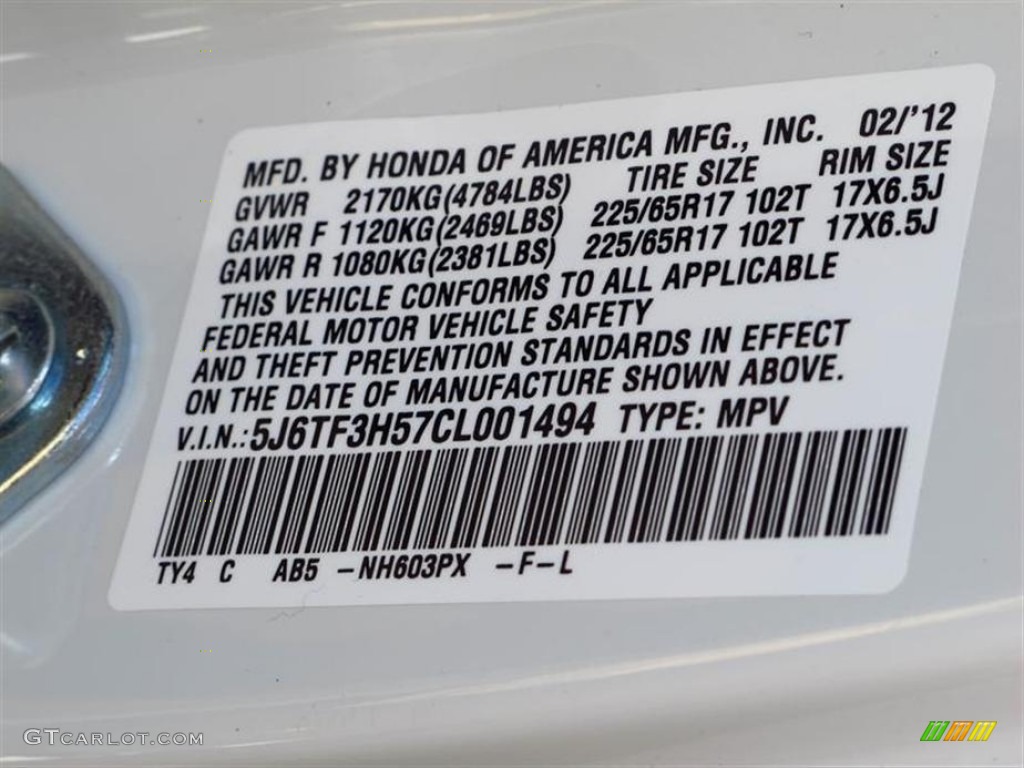 MFD. BY HONDA OF AMERICA MFG., INC. 02/'12
GVWR 2170KG(4784LBS) TIRE SIZE RIM SIZE
GAWR F 1120KG(2469LBS) 225/65R17 102T 17X6.5J
GAWR R 1080KG(2381LBS) 225/65R17 102T 17X6.5J
THIS VEHICLE CONFORMS TO ALL APPLICABLE
FEDERAL MOTOR VEHICLE SAFETY
AND THEFT PREVENTION STANDARDS IN EFFECT
ON THE DATE OF MANUFACTURE SHOWN ABOVE.
V.I.N.:5J6TF3H57CL001494 TYPE: MPV
TY4 C AB5 -NH603PX -F-L
GTCARLOT.COM